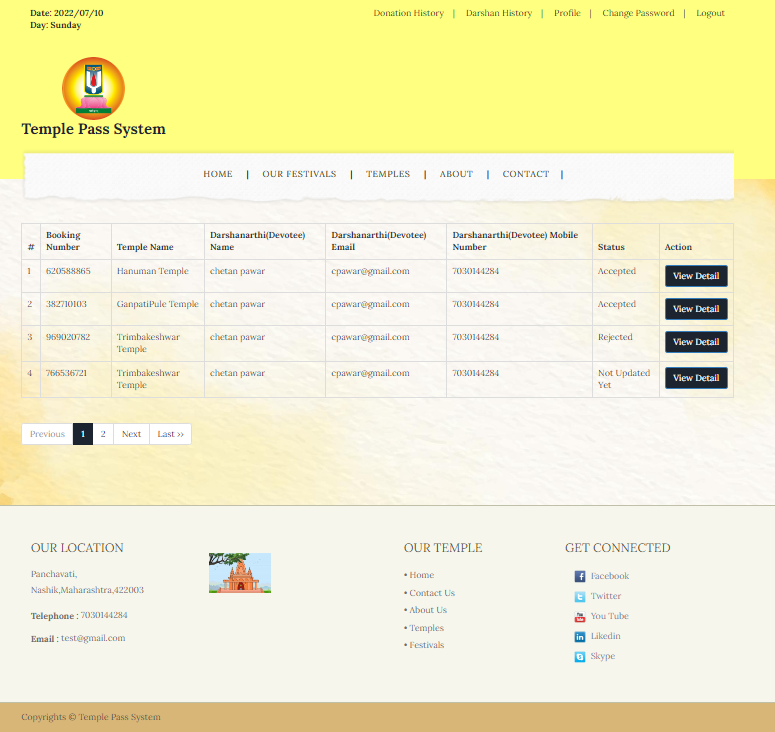 Date: 2022/07/10
Day: Sunday
Donation History | Darshan History | Profile | Change Password | Logout
Temple Pass System
HOME | OUR FESTIVALS | TEMPLES | ABOUT | CONTACT |
# Booking Number Temple Name Darshanarthi(Devotee) Name Darshanarthi(Devotee) Email Darshanarthi(Devotee) Mobile Number Status Action
1 620588865 Hanuman Temple chetan pawar cpawar@gmail.com 7030144284 Accepted View Detail
2 382710103 GanpatiPule Temple chetan pawar cpawar@gmail.com 7030144284 Accepted View Detail
3 969020782 Trimbakeshwar Temple chetan pawar cpawar@gmail.com 7030144284 Rejected View Detail
4 766536721 Trimbakeshwar Temple chetan pawar cpawar@gmail.com 7030144284 Not Updated Yet View Detail
Previous 1 2 Next Last ››
OUR LOCATION
Panchavati,
Nashik,Maharashtra,422003
Telephone : 7030144284
Email : test@gmail.com
OUR TEMPLE
• Home
• Contact Us
• About Us
• Temples
• Festivals
GET CONNECTED
Facebook
Twitter
You Tube
Likedin
Skype
Copyrights © Temple Pass System